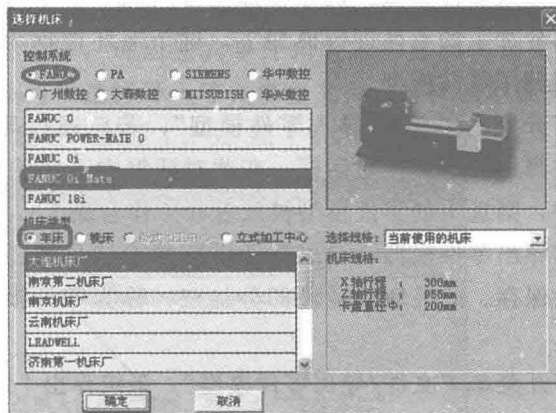 选择机床
控制系统
FANUC PA SIEMENS 华中数控
广州数控 大森数控 MITSUBISH 华兴数控
FANUC 0
FANUC POWER-MATE 0
FANUC 0i
FANUC 0i Mate
FANUC 18i
机床类型
车床 铣床 立式加工中心
选择规格: 当前使用的机床
大连机床厂
南京第二机床厂
南京机床厂
云南机床厂
LEADWELL
济南第一机床厂
机床规格:
X轴行程 : 300mm
Z轴行程 : 955mm
卡盘直径Φ: 200mm
确定 取消